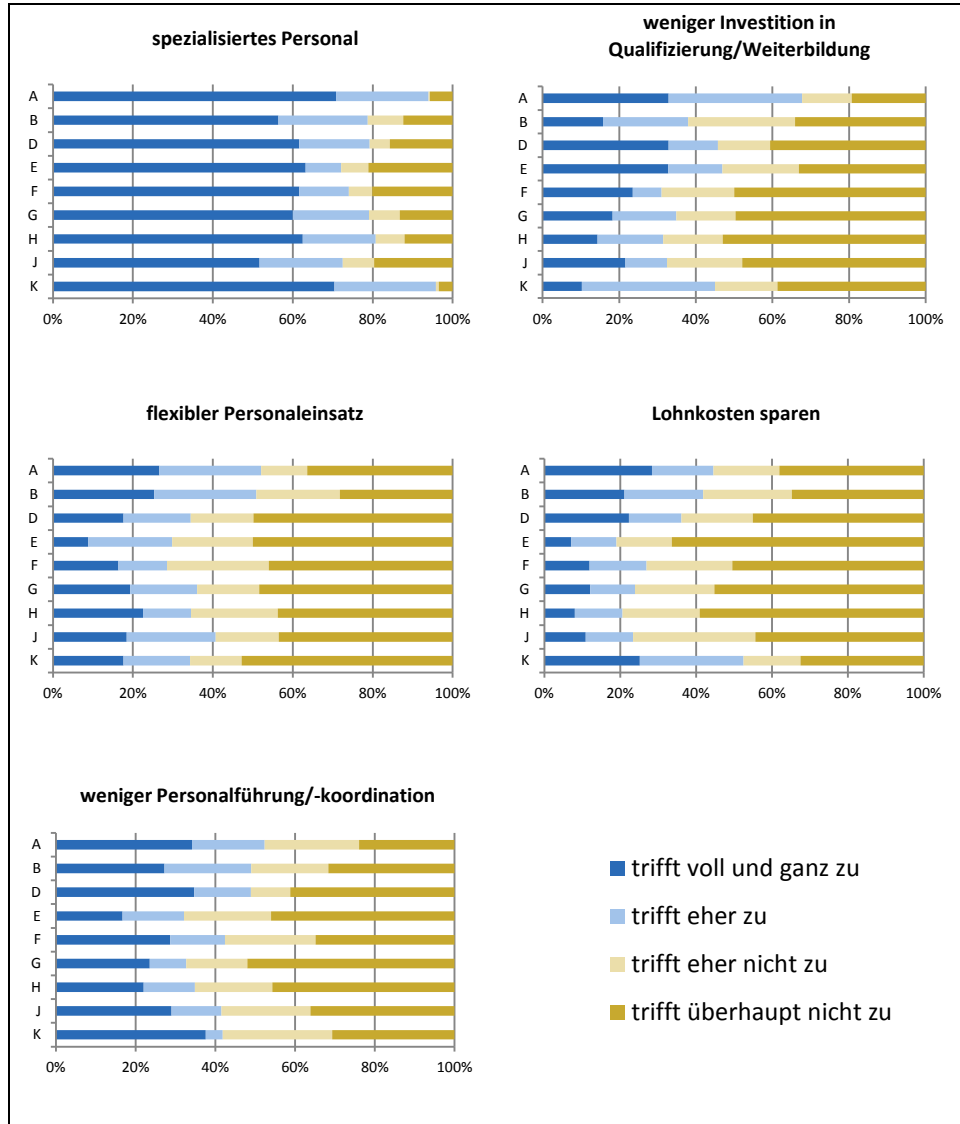 spezialisiertes Personal
A
B
D
E
F
G
H
J
K
0% 20% 40% 60% 80% 100%
weniger Investition in
Qualifizierung/Weiterbildung
A
B
D
E
F
G
H
J
K
0% 20% 40% 60% 80% 100%
flexibler Personaleinsatz
A
B
D
E
F
G
H
J
K
0% 20% 40% 60% 80% 100%
Lohnkosten sparen
A
B
D
E
F
G
H
J
K
0% 20% 40% 60% 80% 100%
weniger Personalführung/-koordination
A
B
D
E
F
G
H
J
K
0% 20% 40% 60% 80% 100%
trifft voll und ganz zu
trifft eher zu
trifft eher nicht zu
trifft überhaupt nicht zu